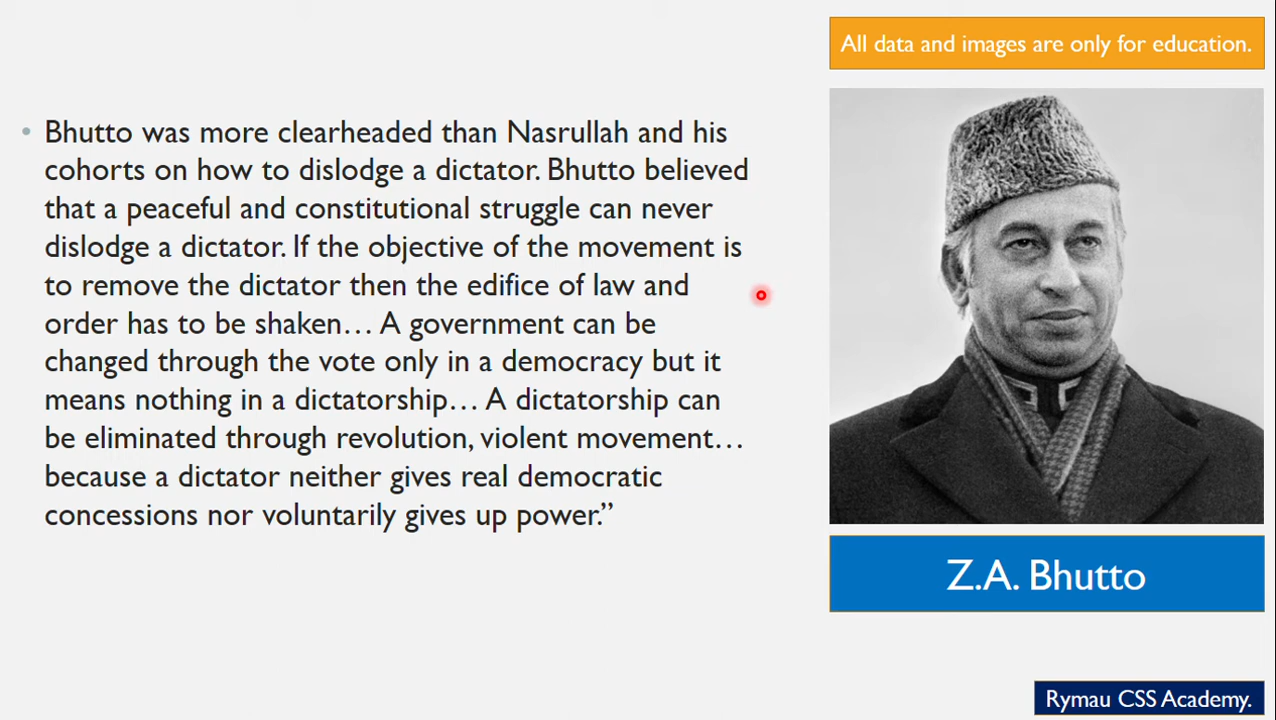 All data and images are only for education.
• Bhutto was more clearheaded than Nasrullah and his
cohorts on how to dislodge a dictator. Bhutto believed
that a peaceful and constitutional struggle can never
dislodge a dictator. If the objective of the movement is
to remove the dictator then the edifice of law and
order has to be shaken… A government can be
changed through the vote only in a democracy but it
means nothing in a dictatorship… A dictatorship can
be eliminated through revolution, violent movement…
because a dictator neither gives real democratic
concessions nor voluntarily gives up power.”
Z.A. Bhutto
Rymau CSS Academy.